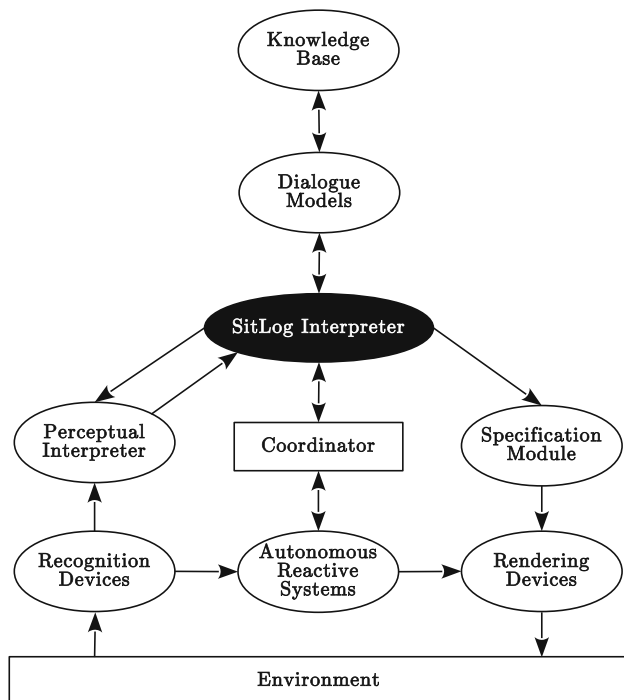 Knowledge
Base
Dialogue
Models
SitLog Interpreter
Perceptual
Interpreter
Coordinator
Specification
Module
Recognition
Devices
Autonomous
Reactive
Systems
Rendering
Devices
Environment